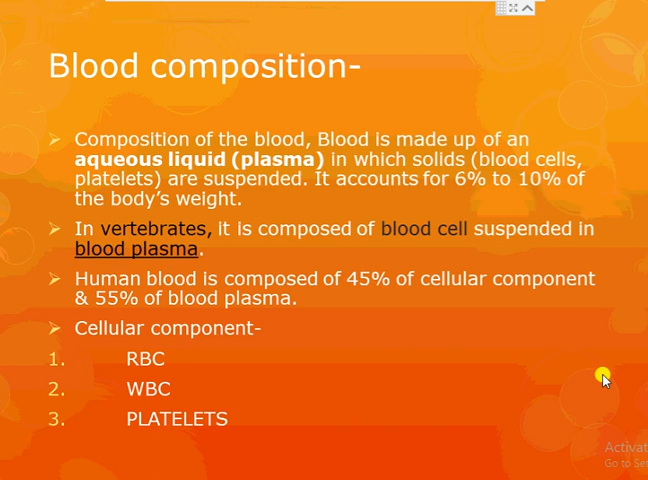 Blood composition-
Composition of the blood, Blood is made up of an
aqueous liquid (plasma) in which solids (blood cells,
platelets) are suspended. It accounts for 6% to 10% of
the body's weight.
In vertebrates, it is composed of blood cell suspended in
blood plasma.
Human blood is composed of 45% of cellular component
& 55% of blood plasma.
Cellular component-
1. RBC
2. WBC
3. PLATELETS
Activat
Go to Se